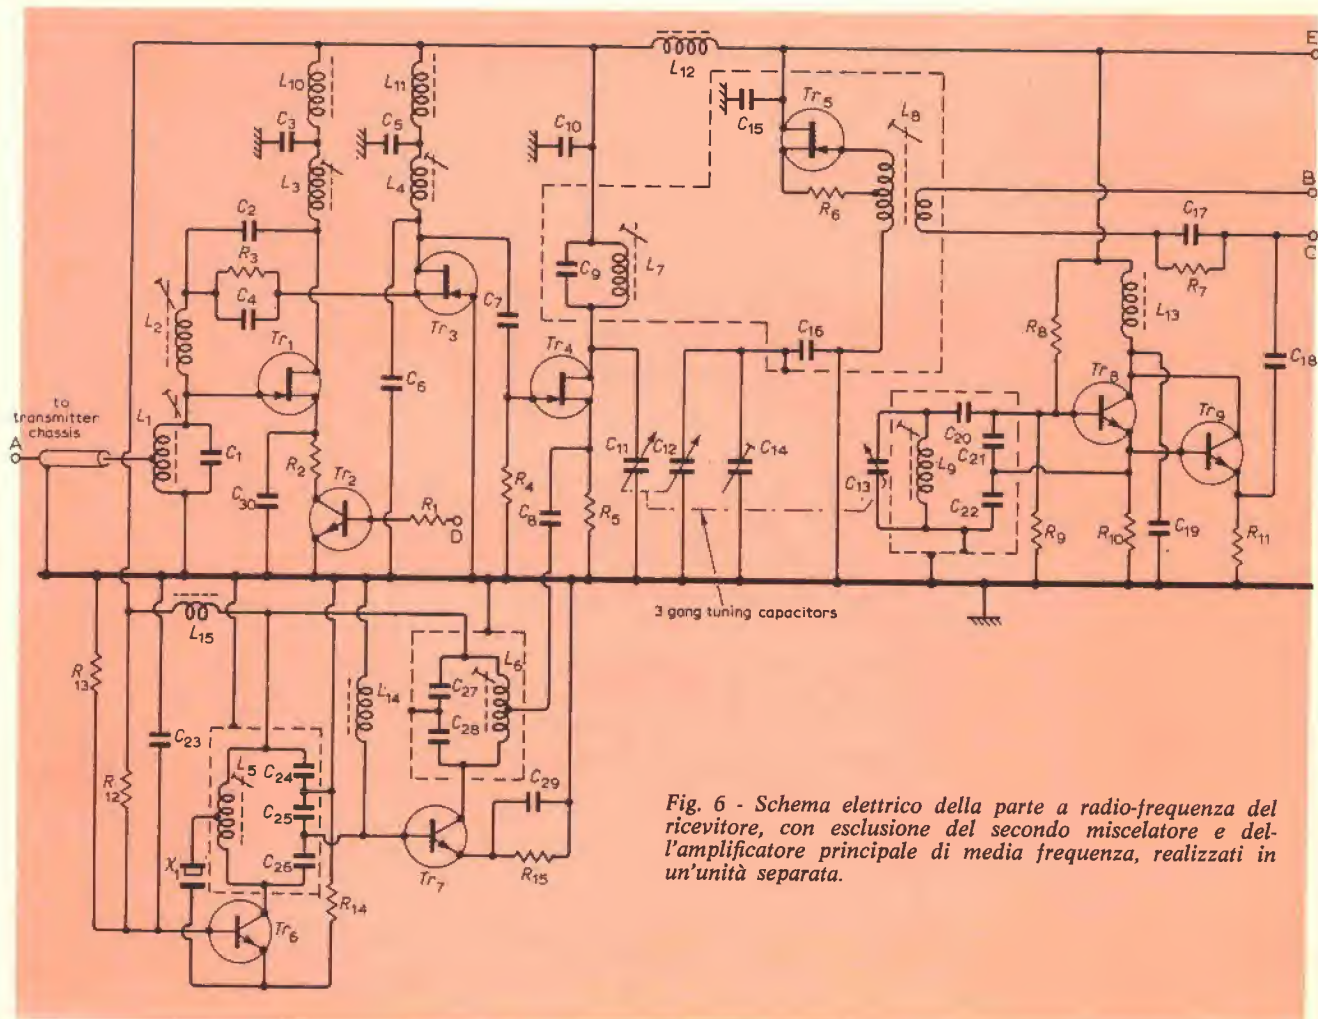 E
L12
L10
L11
C3
C5
C10
C15
Tr5
L8
L3
L4
R6
B
C2
C17
C
R3
C9
L7
R7
C4
Tr3
C7
L13
L2
C16
R8
Tr1
C6
Tr4
Tr8
C18
to
transmitter
chassis
A
L1
C1
R2
C11
C12
C14
C20
C21
Tr9
L9
C13
C30
Tr2
R1
D
R4
C8
R5
C22
R9
R10
C19
R11
3 gang tuning capacitors
L15
L6
R13
L14
C27
C28
C23
R12
L5
C24
C25
C26
C29
X1
Tr7
R15
R14
Tr6
Fig. 6 - Schema elettrico della parte a radio-frequenza del
ricevitore, con esclusione del secondo miscelatore e del-
l'amplificatore principale di media frequenza, realizzati in
un'unità separata.